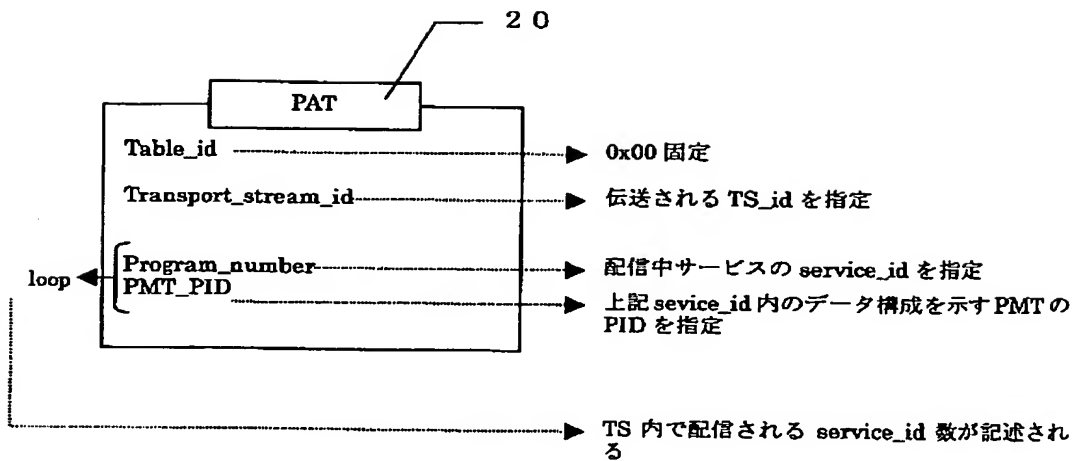 ２０
PAT
Table_id
0x00 固定
Transport_stream_id
伝送される TS_id を指定
loop
Program_number
配信中サービスの service_id を指定
PMT_PID
上記 sevice_id 内のデータ構成を示す PMT の
PID を指定
TS 内で配信される service_id 数が記述され
る